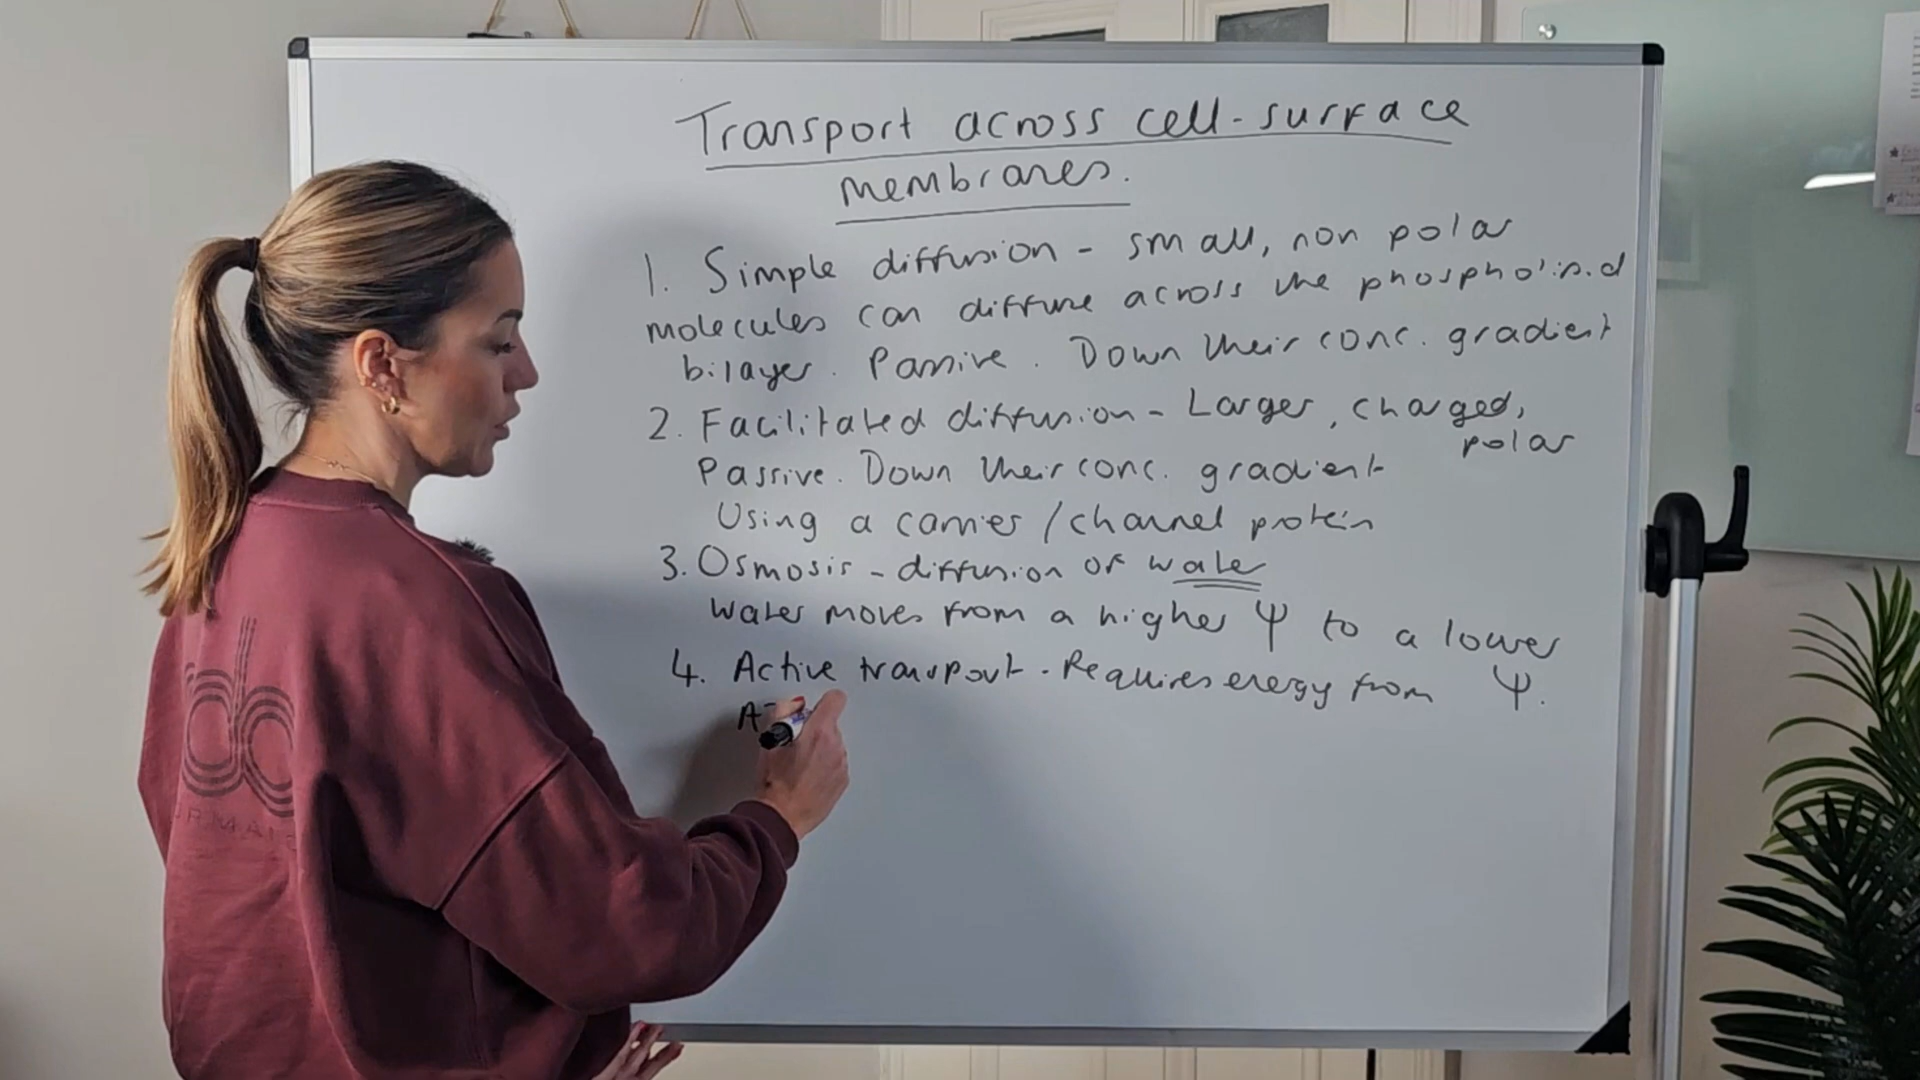 Transport across cell-surface
membranes.
1. Simple diffusion - small, non polar
molecules can diffuse across the phospholipid
bilayer. Passive. Down their conc. gradient
2. Facilitated diffusion - Larger, charged,
polar
Passive. Down their conc. gradient
Using a carrier/channel protein
3. Osmosis - diffusion of water
Water moves from a higher Ψ to a lower
Ψ.
4. Active transport - Requires energy from
AT
db